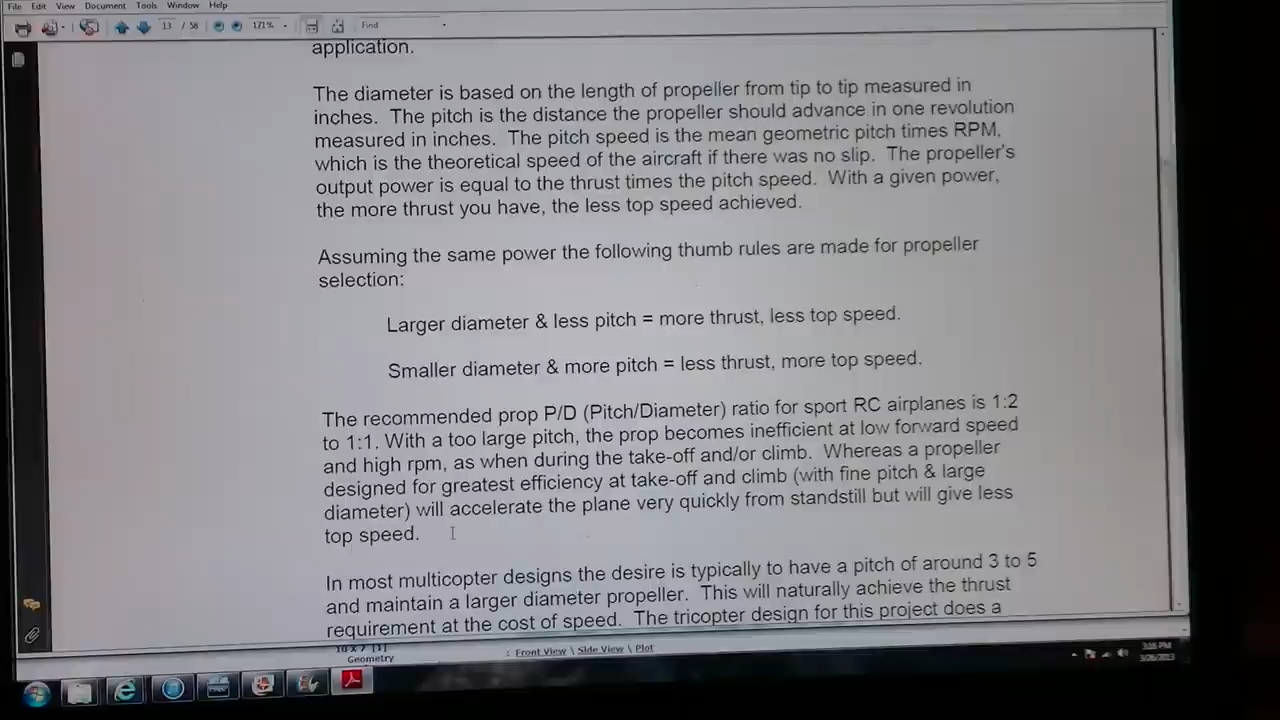 File Edit View Document Tools Window Help
13 / 58 171% Find
application.
The diameter is based on the length of propeller from tip to tip measured in
inches. The pitch is the distance the propeller should advance in one revolution
measured in inches. The pitch speed is the mean geometric pitch times RPM,
which is the theoretical speed of the aircraft if there was no slip. The propeller's
output power is equal to the thrust times the pitch speed. With a given power,
the more thrust you have, the less top speed achieved.
Assuming the same power the following thumb rules are made for propeller
selection:
Larger diameter & less pitch = more thrust, less top speed.
Smaller diameter & more pitch = less thrust, more top speed.
The recommended prop P/D (Pitch/Diameter) ratio for sport RC airplanes is 1:2
to 1:1. With a too large pitch, the prop becomes inefficient at low forward speed
and high rpm, as when during the take-off and/or climb. Whereas a propeller
designed for greatest efficiency at take-off and climb (with fine pitch & large
diameter) will accelerate the plane very quickly from standstill but will give less
top speed.
In most multicopter designs the desire is typically to have a pitch of around 3 to 5
and maintain a larger diameter propeller. This will naturally achieve the thrust
requirement at the cost of speed. The tricopter design for this project does a
Geometry
: Front View \ Side View \ Plot